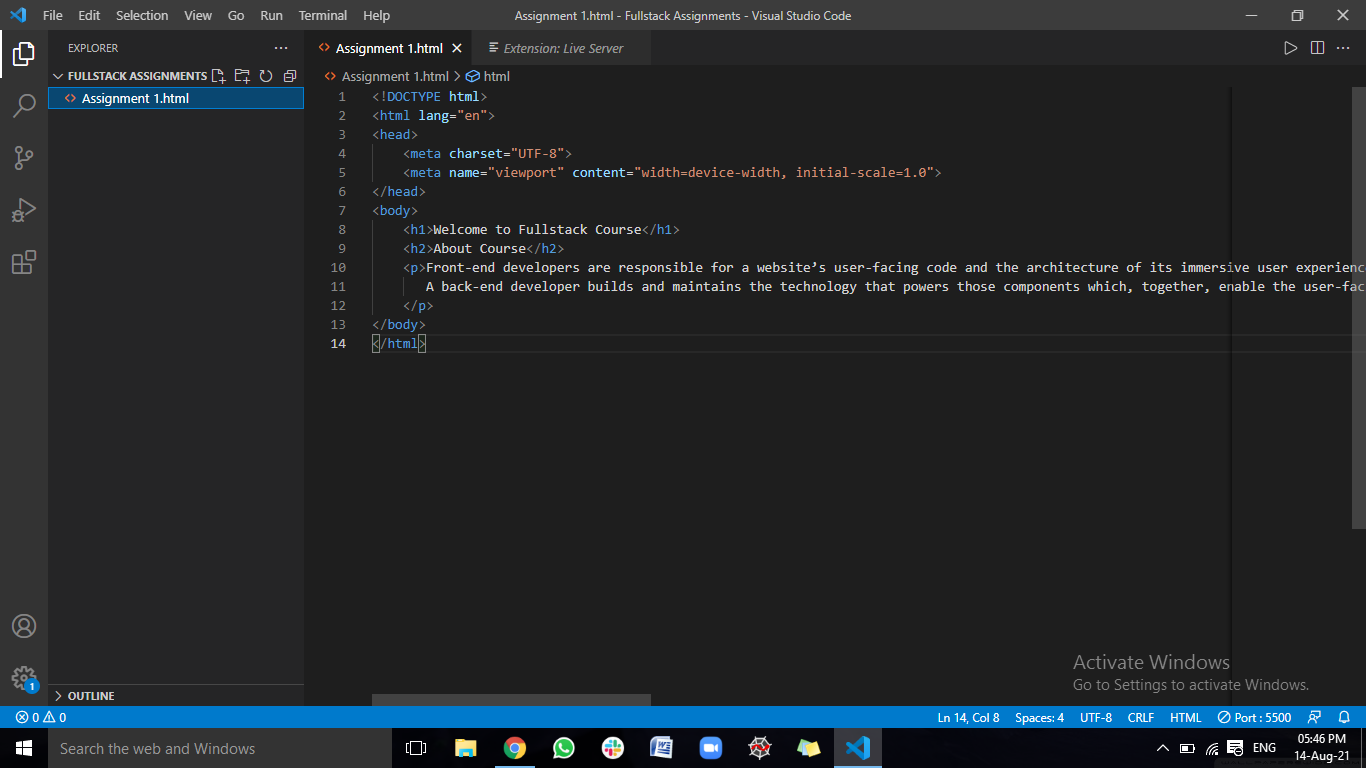 File Edit Selection View Go Run Terminal Help
Assignment 1.html - Fullstack Assignments - Visual Studio Code
EXPLORER
FULLSTACK ASSIGNMENTS
Assignment 1.html
OUTLINE
Assignment 1.html
Extension: Live Server
Assignment 1.html > html
1 <!DOCTYPE html>
2 <html lang="en">
3 <head>
4 <meta charset="UTF-8">
5 <meta name="viewport" content="width=device-width, initial-scale=1.0">
6 </head>
7 <body>
8 <h1>Welcome to Fullstack Course</h1>
9 <h2>About Course</h2>
10 <p>Front-end developers are responsible for a website’s user-facing code and the architecture of its immersive user experienc
11 A back-end developer builds and maintains the technology that powers those components which, together, enable the user-fac
12 </p>
13 </body>
14 </html>
Activate Windows
Go to Settings to activate Windows.
1
0 0
Ln 14, Col 8 Spaces: 4 UTF-8 CRLF HTML Port : 5500
Search the web and Windows
ENG
05:46 PM
14-Aug-21